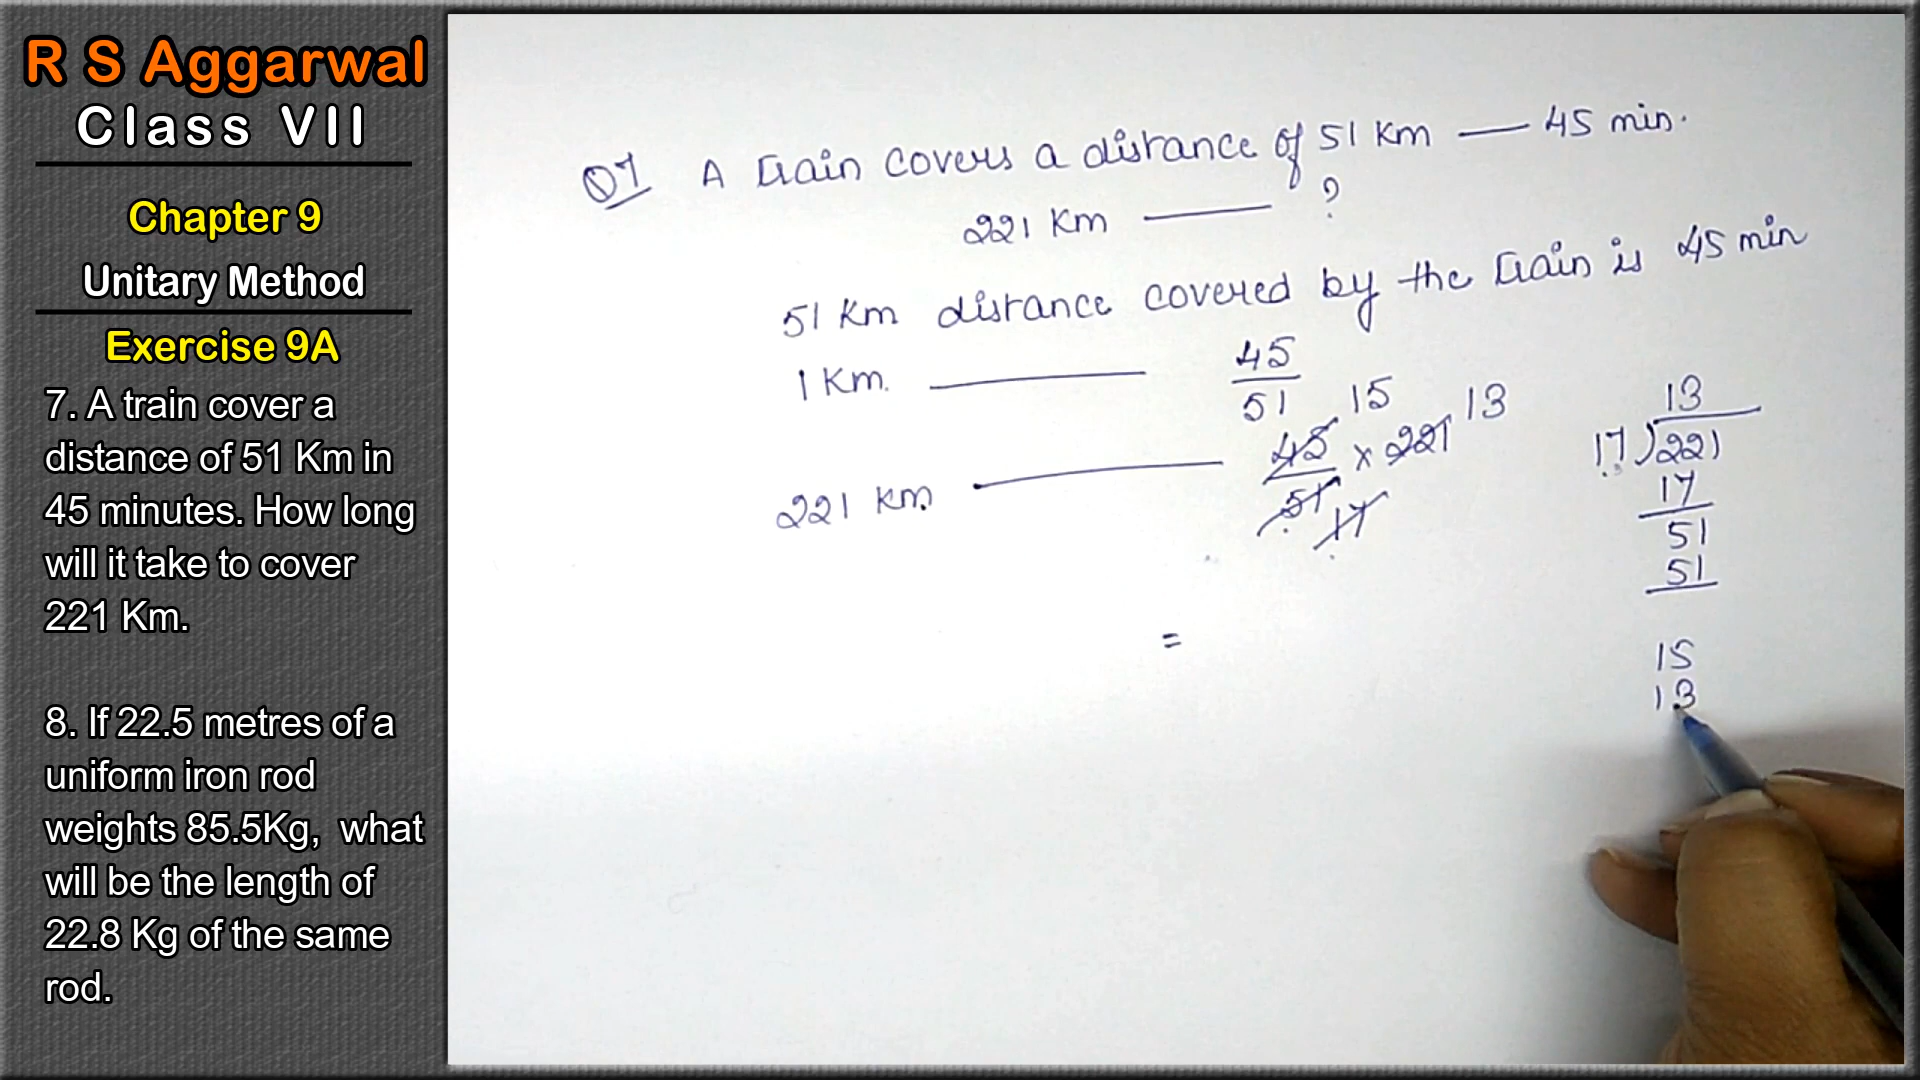 R S Aggarwal
Class VII
Chapter 9
Unitary Method
Exercise 9A
7. A train cover a
distance of 51 Km in
45 minutes. How long
will it take to cover
221 Km.
8. If 22.5 metres of a
uniform iron rod
weights 85.5Kg, what
will be the length of
22.8 Kg of the same
rod.
Q7 A train covers a distance of 51 Km — 45 min.
221 Km — ?
51 Km distance covered by the train is 45 min
1 Km. — 45
51
15 13
221 Km. — 45 × 221
51
17
=
13
17)221
17
51
51
15
13